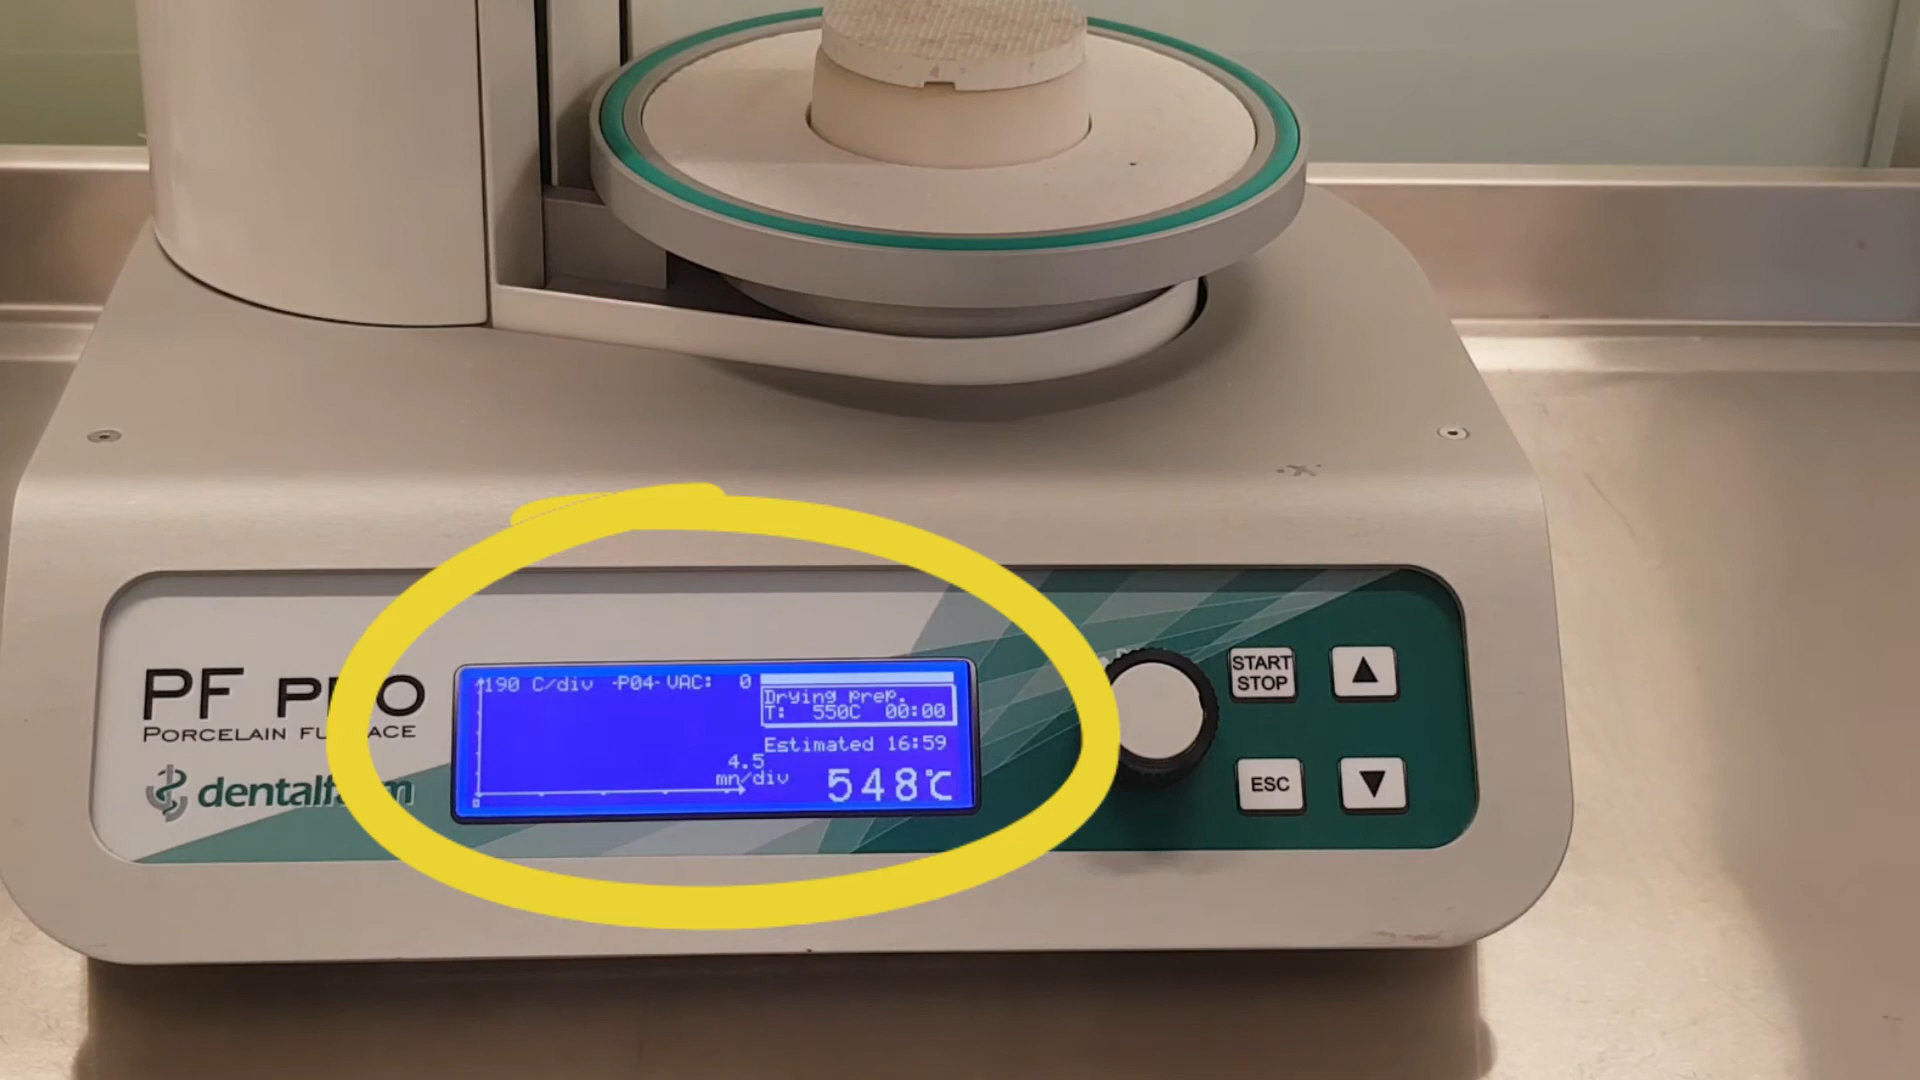 190 C/div -P04- VAC: 0
Drying prep.
T: 550C 00:00
Estimated 16:59
4.5
mn/div
548°C
PF PRO
PORCELAIN FURNACE
dentalfarm
START
STOP
ESC